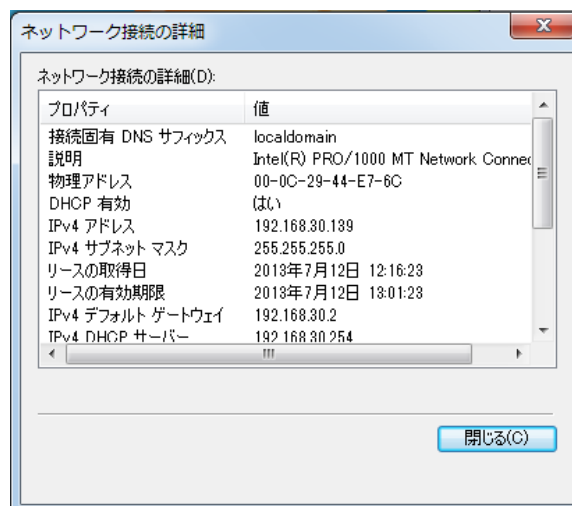 ネットワーク接続の詳細
ネットワーク接続の詳細(D):
プロパティ 値
接続固有 DNS サフィックス localdomain
説明 Intel(R) PRO/1000 MT Network Connec
物理アドレス 00-0C-29-44-E7-6C
DHCP 有効 はい
IPv4 アドレス 192.168.30.139
IPv4 サブネット マスク 255.255.255.0
リースの取得日 2013年7月12日 12:16:23
リースの有効期限 2013年7月12日 13:01:23
IPv4 デフォルト ゲートウェイ 192.168.30.2
IPv4 DHCP サーバー 192.168.30.254
閉じる(C)